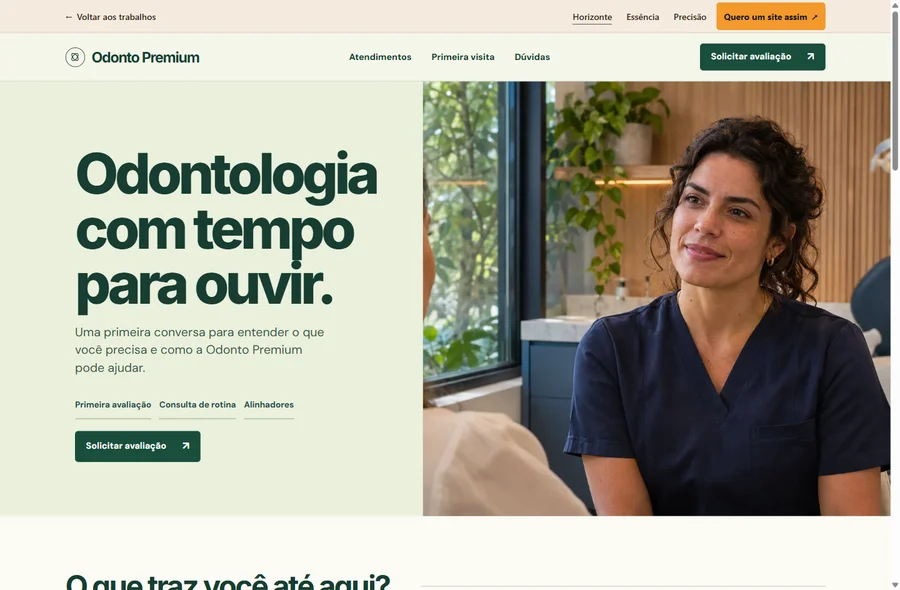 ← Voltar aos trabalhos
Horizonte
Essência
Precisão
Quero um site assim ↗
Odonto Premium
Atendimentos
Primeira visita
Dúvidas
Solicitar avaliação
Odontologia
com tempo
para ouvir.
Uma primeira conversa para entender o que
você precisa e como a Odonto Premium
pode ajudar.
Primeira avaliação
Consulta de rotina
Alinhadores
Solicitar avaliação
O que traz você até aqui?